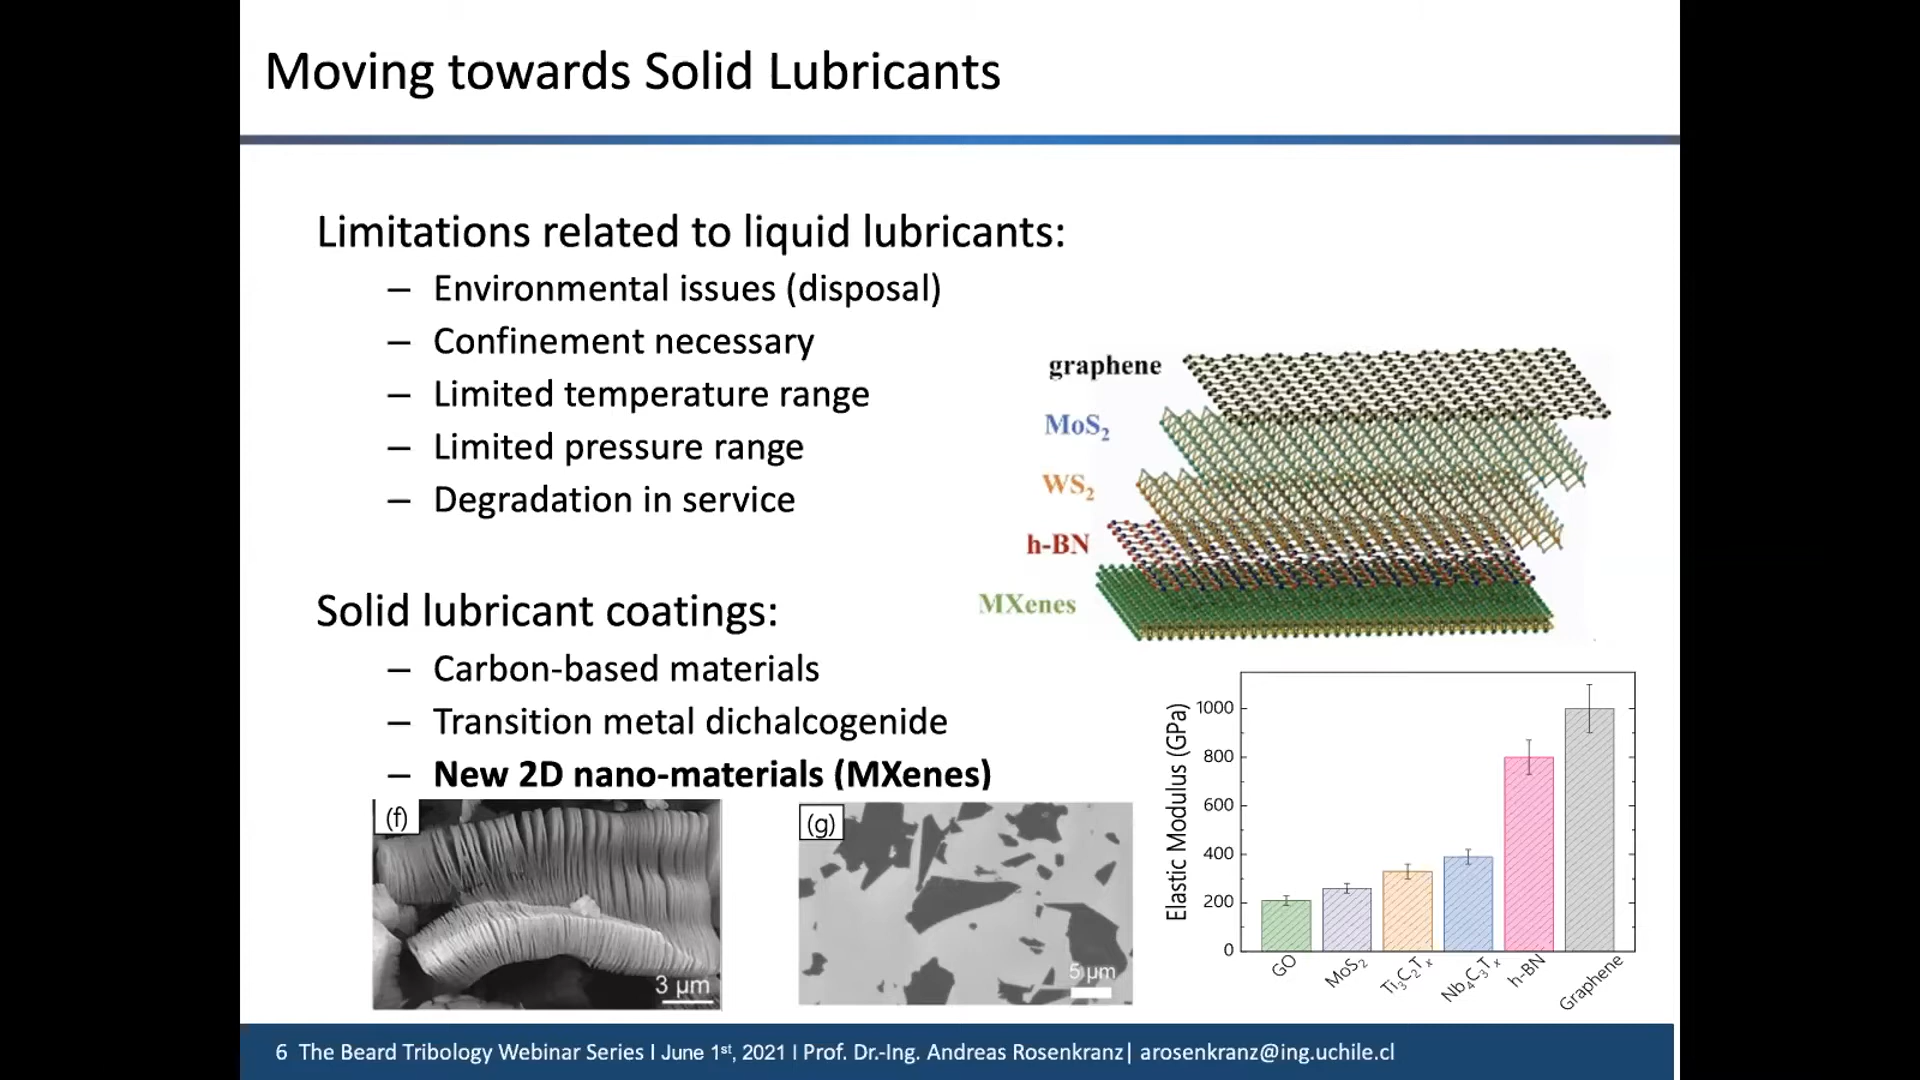 Moving towards Solid Lubricants
Limitations related to liquid lubricants:
– Environmental issues (disposal)
– Confinement necessary
– Limited temperature range
– Limited pressure range
– Degradation in service
graphene
MoS₂
WS₂
h-BN
MXenes
Solid lubricant coatings:
– Carbon-based materials
– Transition metal dichalcogenide
– New 2D nano-materials (MXenes)
(f)
3 µm
(g)
5 µm
Elastic Modulus (GPa)
1000
800
600
400
200
0
GO
MoS₂
Ti₃C₂Tₓ
Nb₄C₃Tₓ
h-BN
Graphene
6 The Beard Tribology Webinar Series I June 1st, 2021 I Prof. Dr.-Ing. Andreas Rosenkranz| arosenkranz@ing.uchile.cl